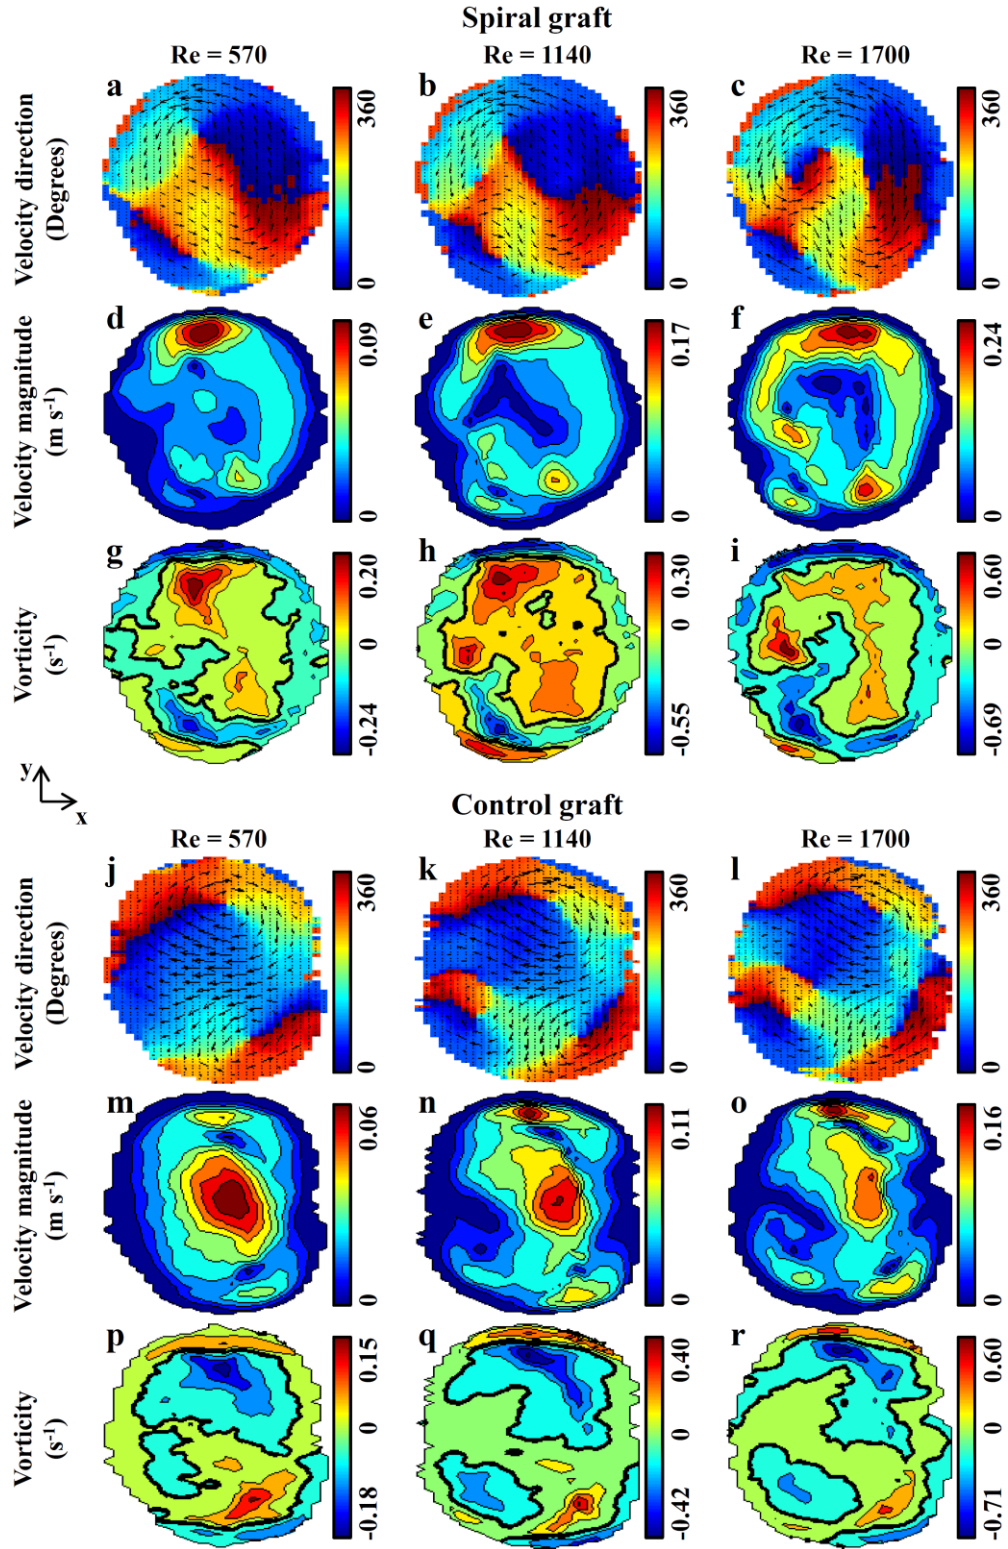 Spiral graft
Re = 570 Re = 1140 Re = 1700
Velocity direction
(Degrees)
a 360 0 b 360 0 c 360 0
Velocity magnitude
(m s⁻¹)
d 0.09 0 e 0.17 0 f 0.24 0
Vorticity
(s⁻¹)
g 0.20 0 -0.24 h 0.30 0 -0.55 i 0.60 0 -0.69
y
x
Control graft
Re = 570 Re = 1140 Re = 1700
Velocity direction
(Degrees)
j 360 0 k 360 0 l 360 0
Velocity magnitude
(m s⁻¹)
m 0.06 0 n 0.11 0 o 0.16 0
Vorticity
(s⁻¹)
p 0.15 0 -0.18 q 0.40 0 -0.42 r 0.60 0 -0.71